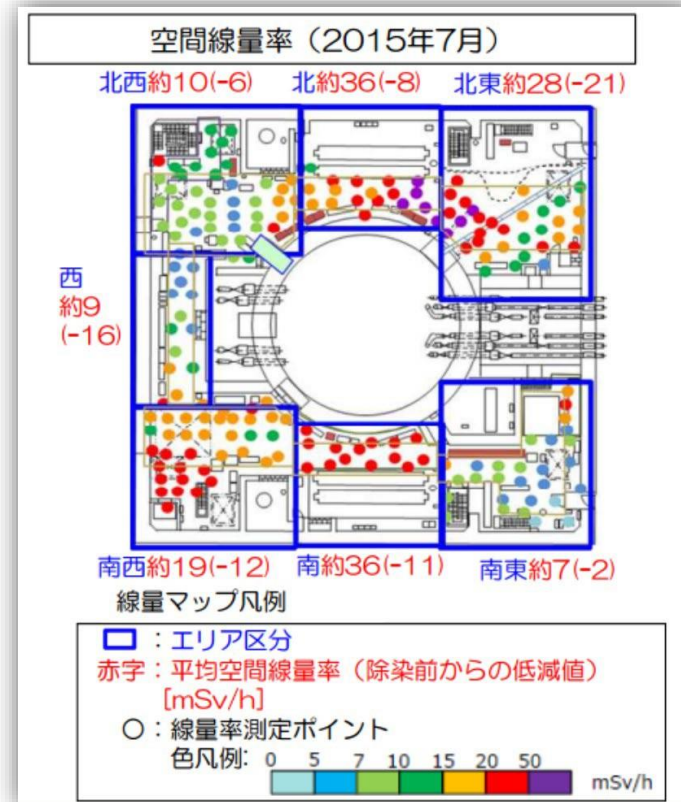 空間線量率（2015年7月）
北西約10(-6)
北約36(-8)
北東約28(-21)
西
約9
(-16)
南西約19(-12)
南約36(-11)
南東約7(-2)
線量マップ凡例
：エリア区分
赤字：平均空間線量率（除染前からの低減値）
[mSv/h]
○：線量率測定ポイント
色凡例: 0 5 7 10 15 20 50
mSv/h